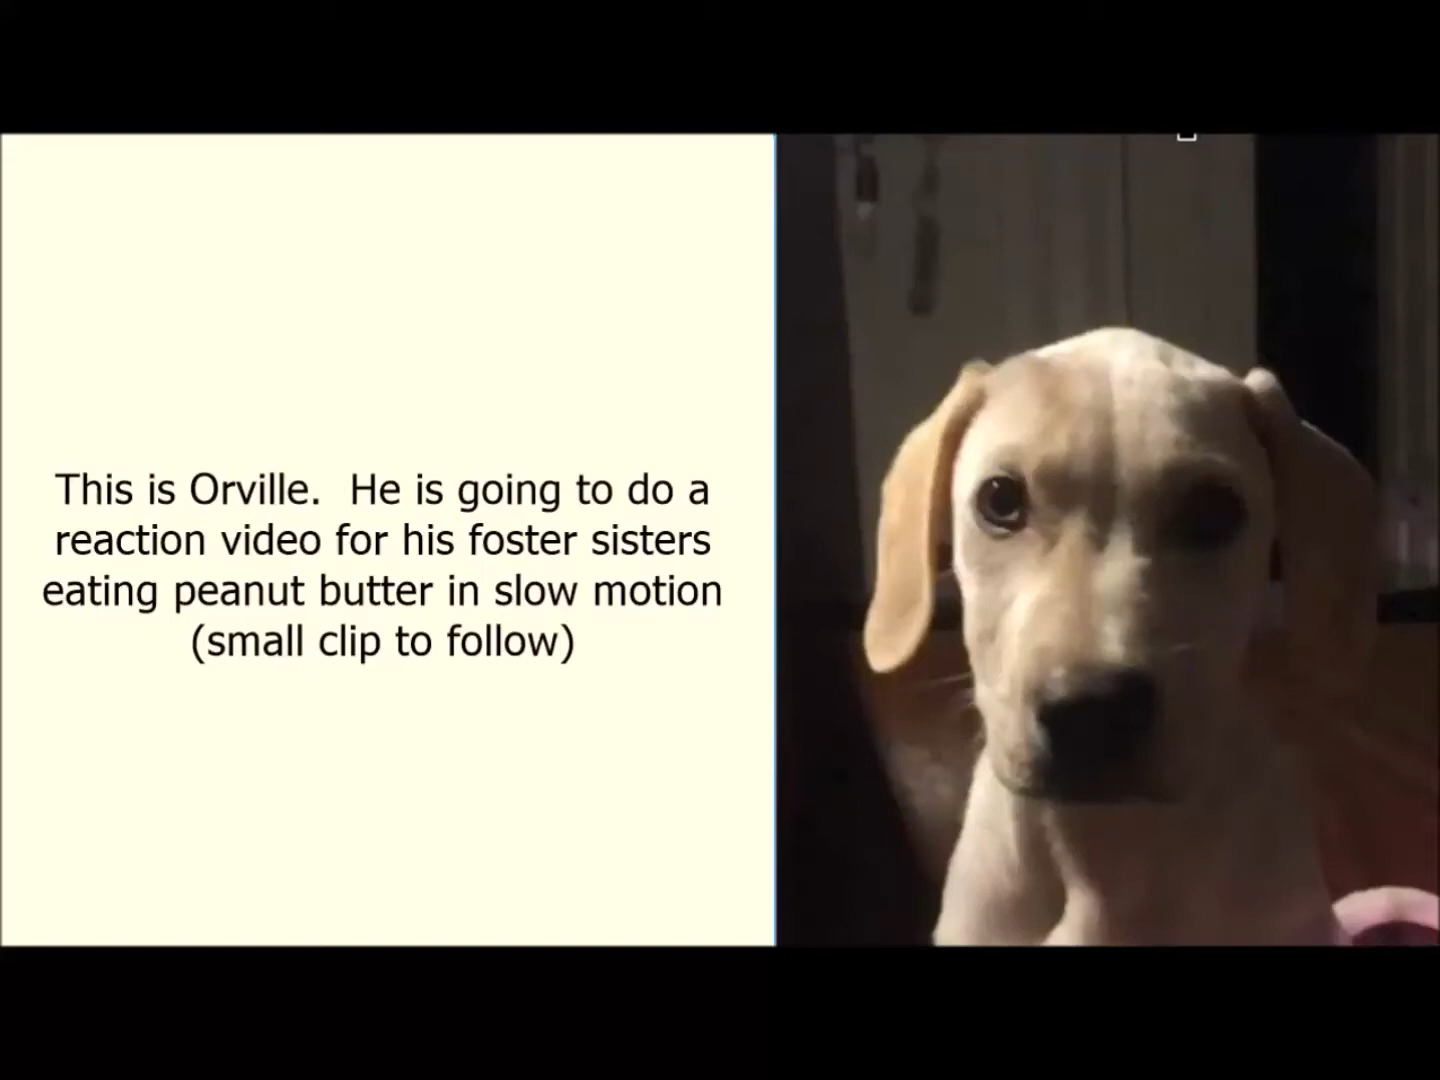 This is Orville.  He is going to do a
reaction video for his foster sisters
eating peanut butter in slow motion
(small clip to follow)